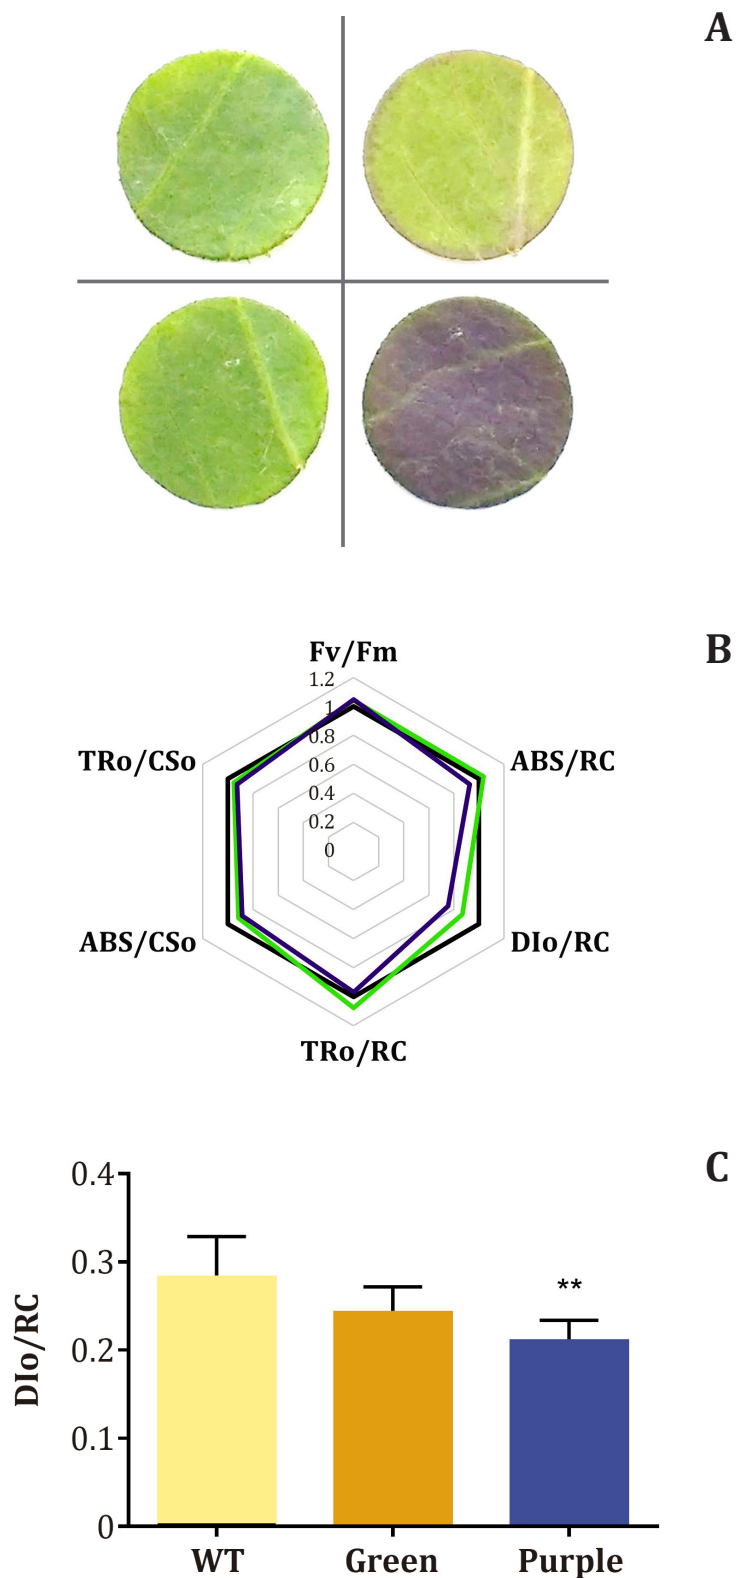 A
B
Fv/Fm
1.2
1
0.8
0.6
0.4
0.2
0
TRo/CSo
ABS/RC
ABS/CSo
DIo/RC
TRo/RC
C
0.4
0.3
0.2
0.1
0
DIo/RC
**
WT Green Purple